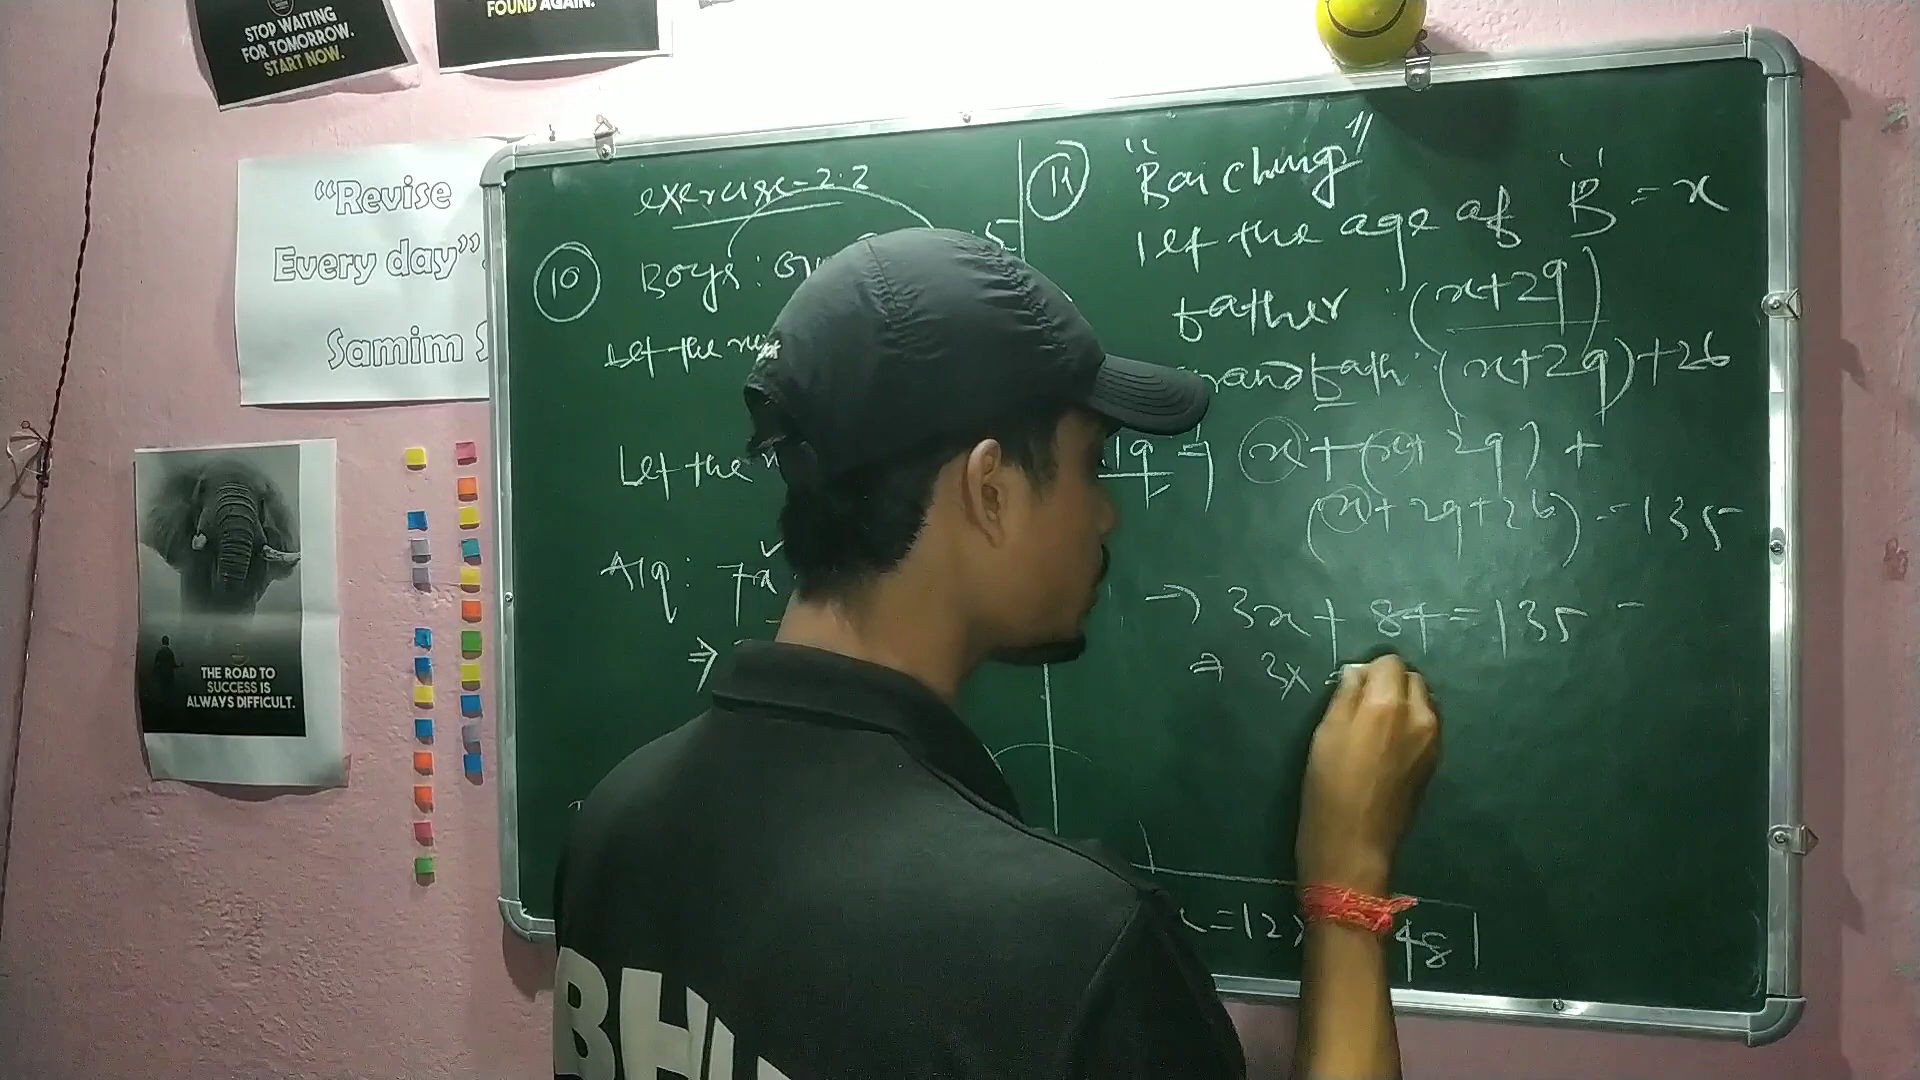 STOP WAITING
FOR TOMORROW.
START NOW.
FOUND AGAIN.
"Revise
Every day"
Samim S
THE ROAD TO
SUCCESS IS
ALWAYS DIFFICULT.
exercise-2.2
10
Boys:
Let the
Let the
A/q: 7x
⇒
11 "Baichung"
let the age of "B" = x
father : (x+29)
(x+29)+26
x+(x+29)+
(x+29+26) = 135
→ 3x+84=135
⇒ 3x =
=12
48
BHU